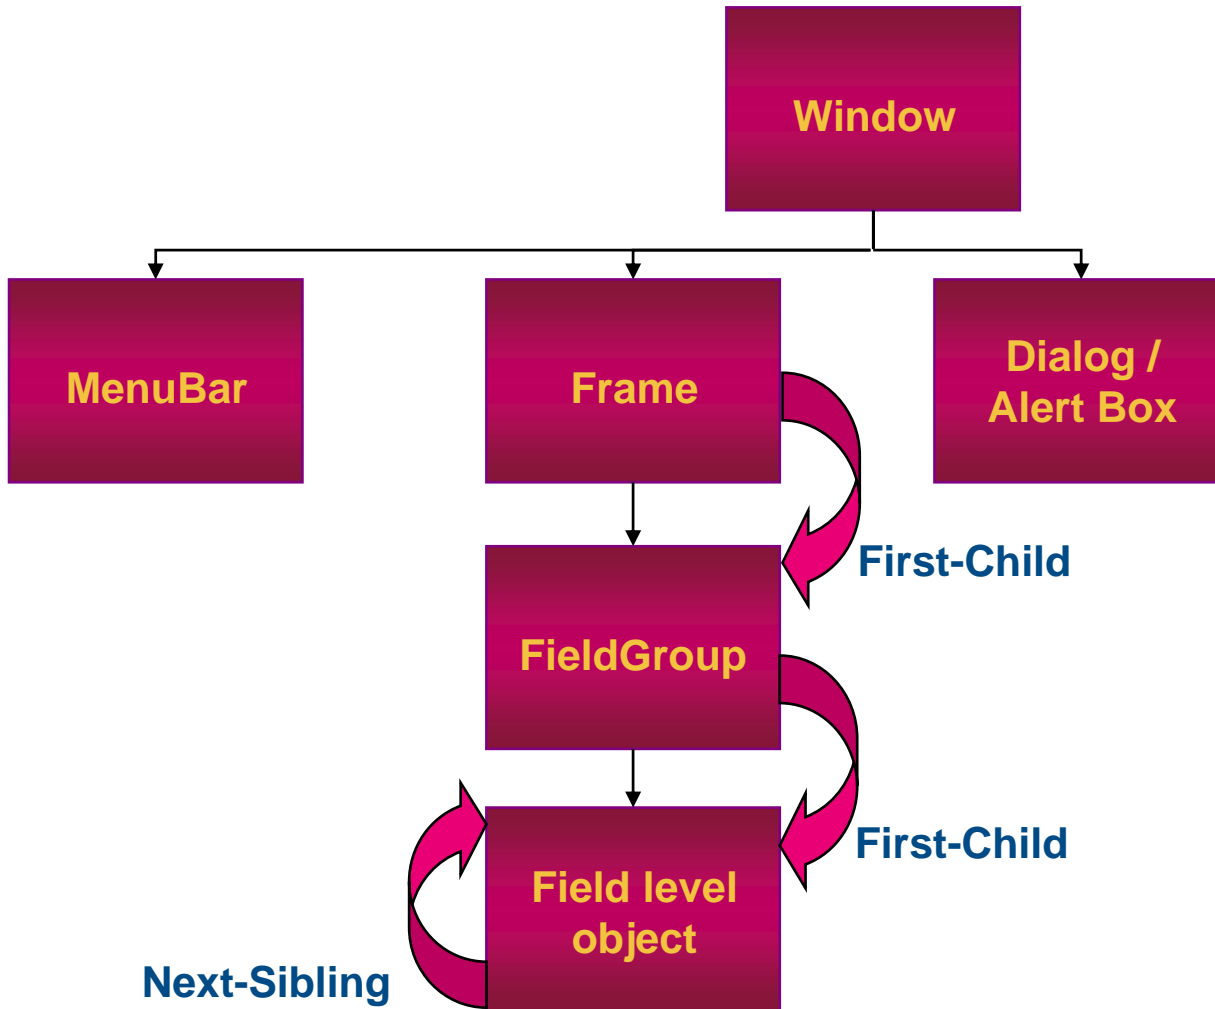 Window
MenuBar
Frame
Dialog /
Alert Box
First-Child
FieldGroup
First-Child
Field level
object
Next-Sibling